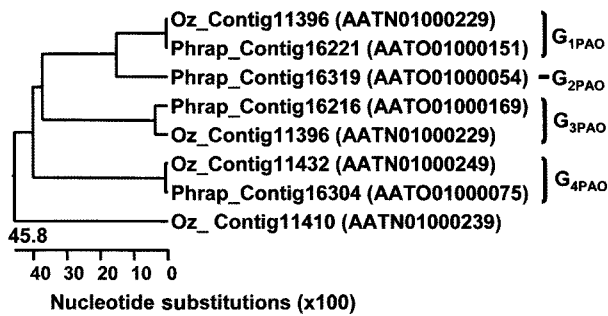 Oz_Contig11396 (AATN01000229)
Phrap_Contig16221 (AATO01000151)
G1PAO
Phrap_Contig16319 (AATO01000054)
G2PAO
Phrap_Contig16216 (AATO01000169)
Oz_Contig11396 (AATN01000229)
G3PAO
Oz_Contig11432 (AATN01000249)
Phrap_Contig16304 (AATO01000075)
G4PAO
Oz_ Contig11410 (AATN01000239)
45.8
40 30 20 10 0
Nucleotide substitutions (x100)